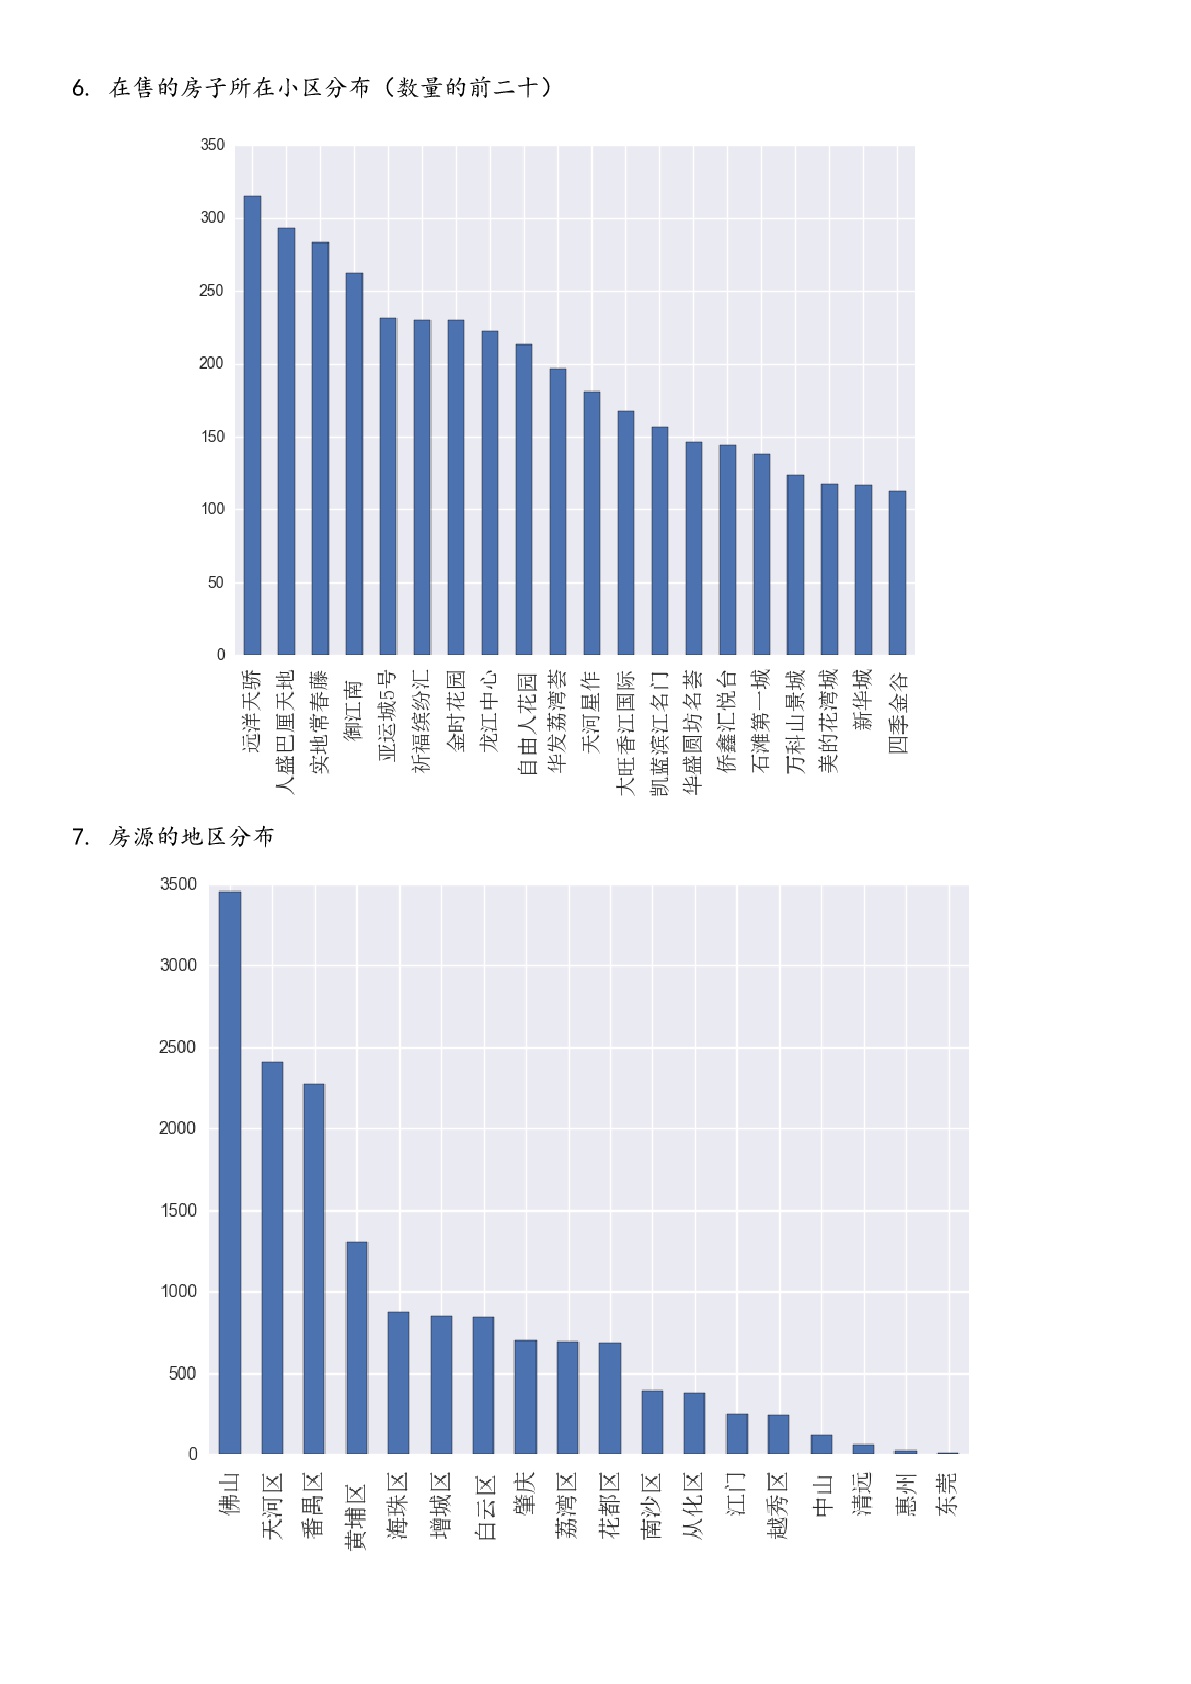 6. 在售的房子所在小区分布（数量的前二十）
350
300
250
200
150
100
50
0
远洋天骄
人盛巴厘天地
实地常春藤
御江南
亚运城5号
祈福缤纷汇
金时花园
龙江中心
自由人花园
华发荔湾荟
天河星作
大旺香江国际
凯蓝滨江名门
华盛圆坊名荟
侨鑫汇悦台
石滩第一城
万科山景城
美的花湾城
新华城
四季金谷
7. 房源的地区分布
3500
3000
2500
2000
1500
1000
500
0
佛山
天河区
番禺区
黄埔区
海珠区
增城区
白云区
肇庆
荔湾区
花都区
南沙区
从化区
江门
越秀区
中山
清远
惠州
东莞